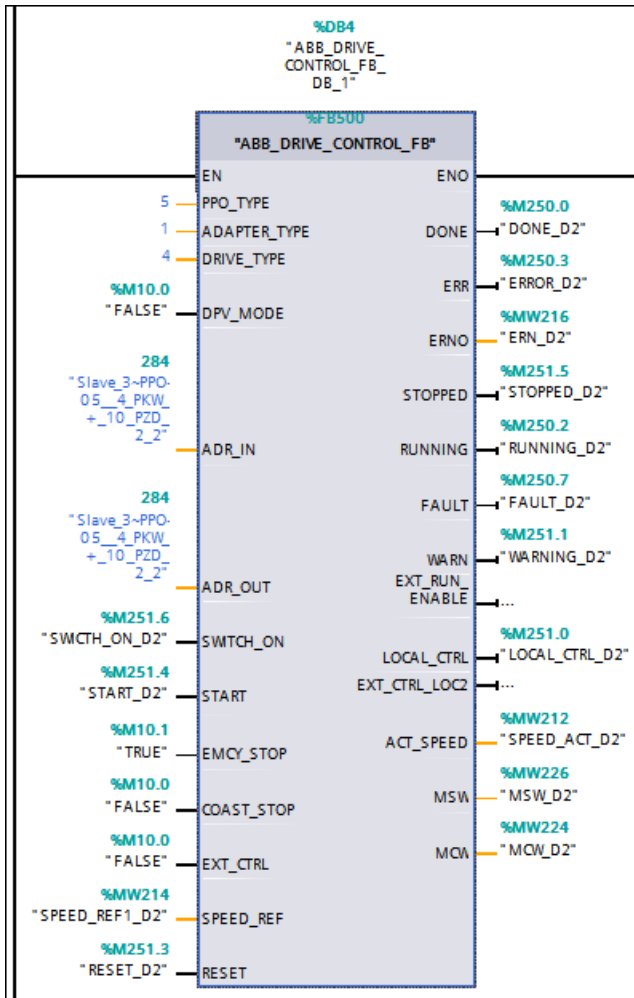 %DB4
"ABB_DRIVE_
CONTROL_FB_
DB_1"
%FB500
"ABB_DRIVE_CONTROL_FB"
EN ENO
5 PPO_TYPE
1 ADAPTER_TYPE
%M250.0
DONE "DONE_D2"
4 DRIVE_TYPE
%M250.3
ERR "ERROR_D2"
%M10.0
"FALSE" DPV_MODE
%MW216
ERNO "ERN_D2"
284
"Slave_3~PPO-
05__4_PKW_
+_10_PZD_
2_2"
ADR_IN
%M251.5
STOPPED "STOPPED_D2"
%M250.2
RUNNING "RUNNING_D2"
%M250.7
FAULT "FAULT_D2"
284
"Slave_3~PPO-
05__4_PKW_
+_10_PZD_
2_2"
ADR_OUT
%M251.1
WARN "WARNING_D2"
EXT_RUN_
ENABLE ...
%M251.6
"SWICTH_ON_D2" SWITCH_ON
%M251.0
LOCAL_CTRL "LOCAL_CTRL_D2"
EXT_CTRL_LOC2 ...
%M251.4
"START_D2" START
%MW212
ACT_SPEED "SPEED_ACT_D2"
%M10.1
"TRUE" EMCY_STOP
%MW226
MSW "MSW_D2"
%M10.0
"FALSE" COAST_STOP
%MW224
MCW "MCW_D2"
%M10.0
"FALSE" EXT_CTRL
%MW214
"SPEED_REF1_D2" SPEED_REF
%M251.3
"RESET_D2" RESET